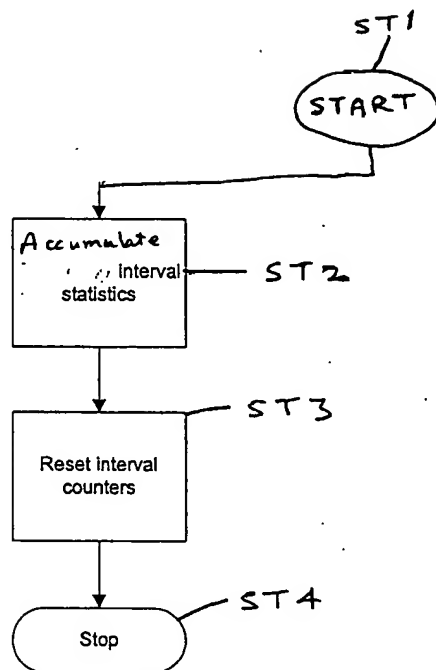 ST1
START
Accumulate
interval
statistics
ST2
ST3
Reset interval
counters
ST4
Stop